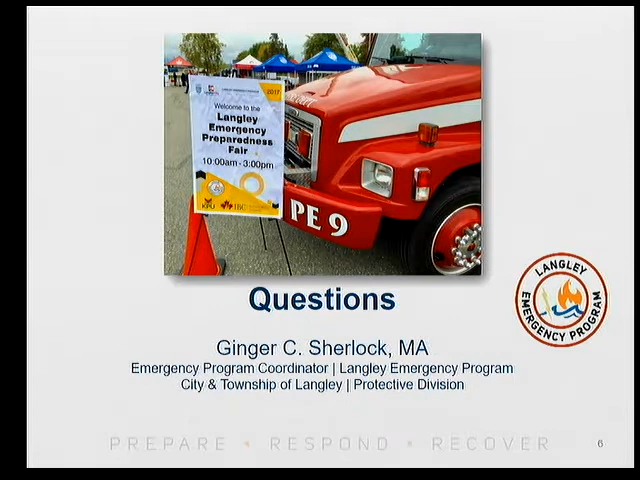 2017
Welcome to the
Langley
Emergency
Preparedness
Fair
10:00am - 3:00pm
KPU
IBC
PE 9
Questions
LANGLEY
EMERGENCY PROGRAM
Ginger C. Sherlock, MA
Emergency Program Coordinator | Langley Emergency Program
City & Township of Langley | Protective Division
PREPARE • RESPOND • RECOVER
6